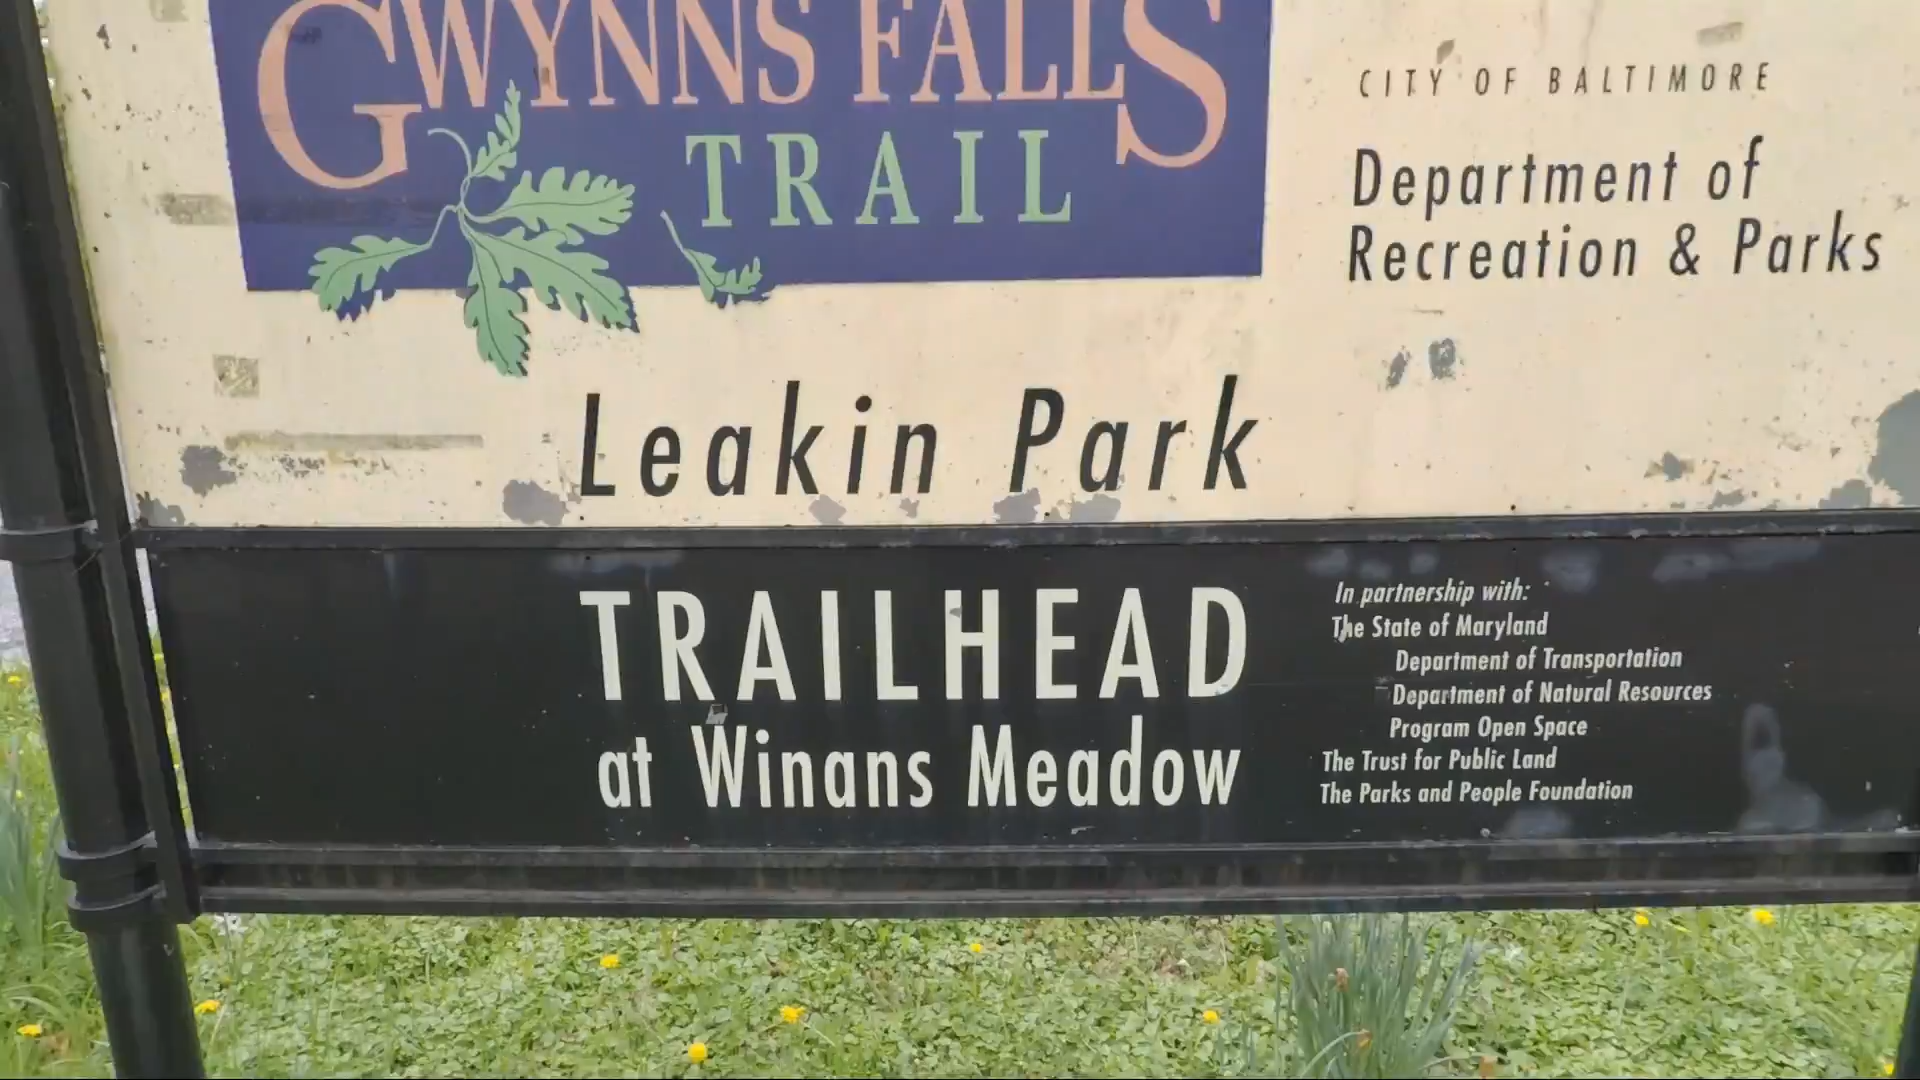 GWYNNS FALLS
TRAIL
CITY OF BALTIMORE
Department of
Recreation & Parks
Leakin Park
TRAILHEAD
at Winans Meadow
In partnership with:
The State of Maryland
Department of Transportation
Department of Natural Resources
Program Open Space
The Trust for Public Land
The Parks and People Foundation